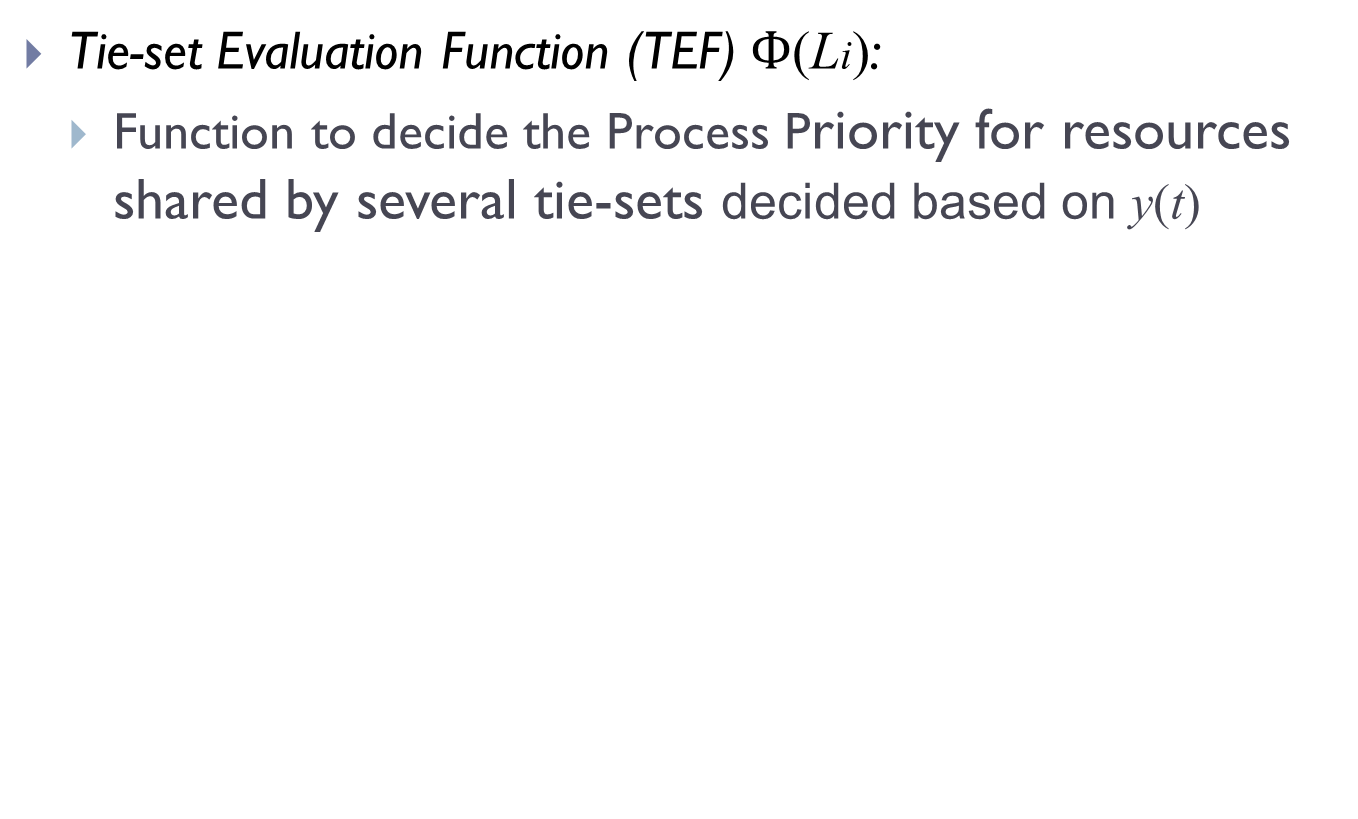 Tie-set Evaluation Function (TEF) Φ(Li):
Function to decide the Process Priority for resources
shared by several tie-sets decided based on y(t)